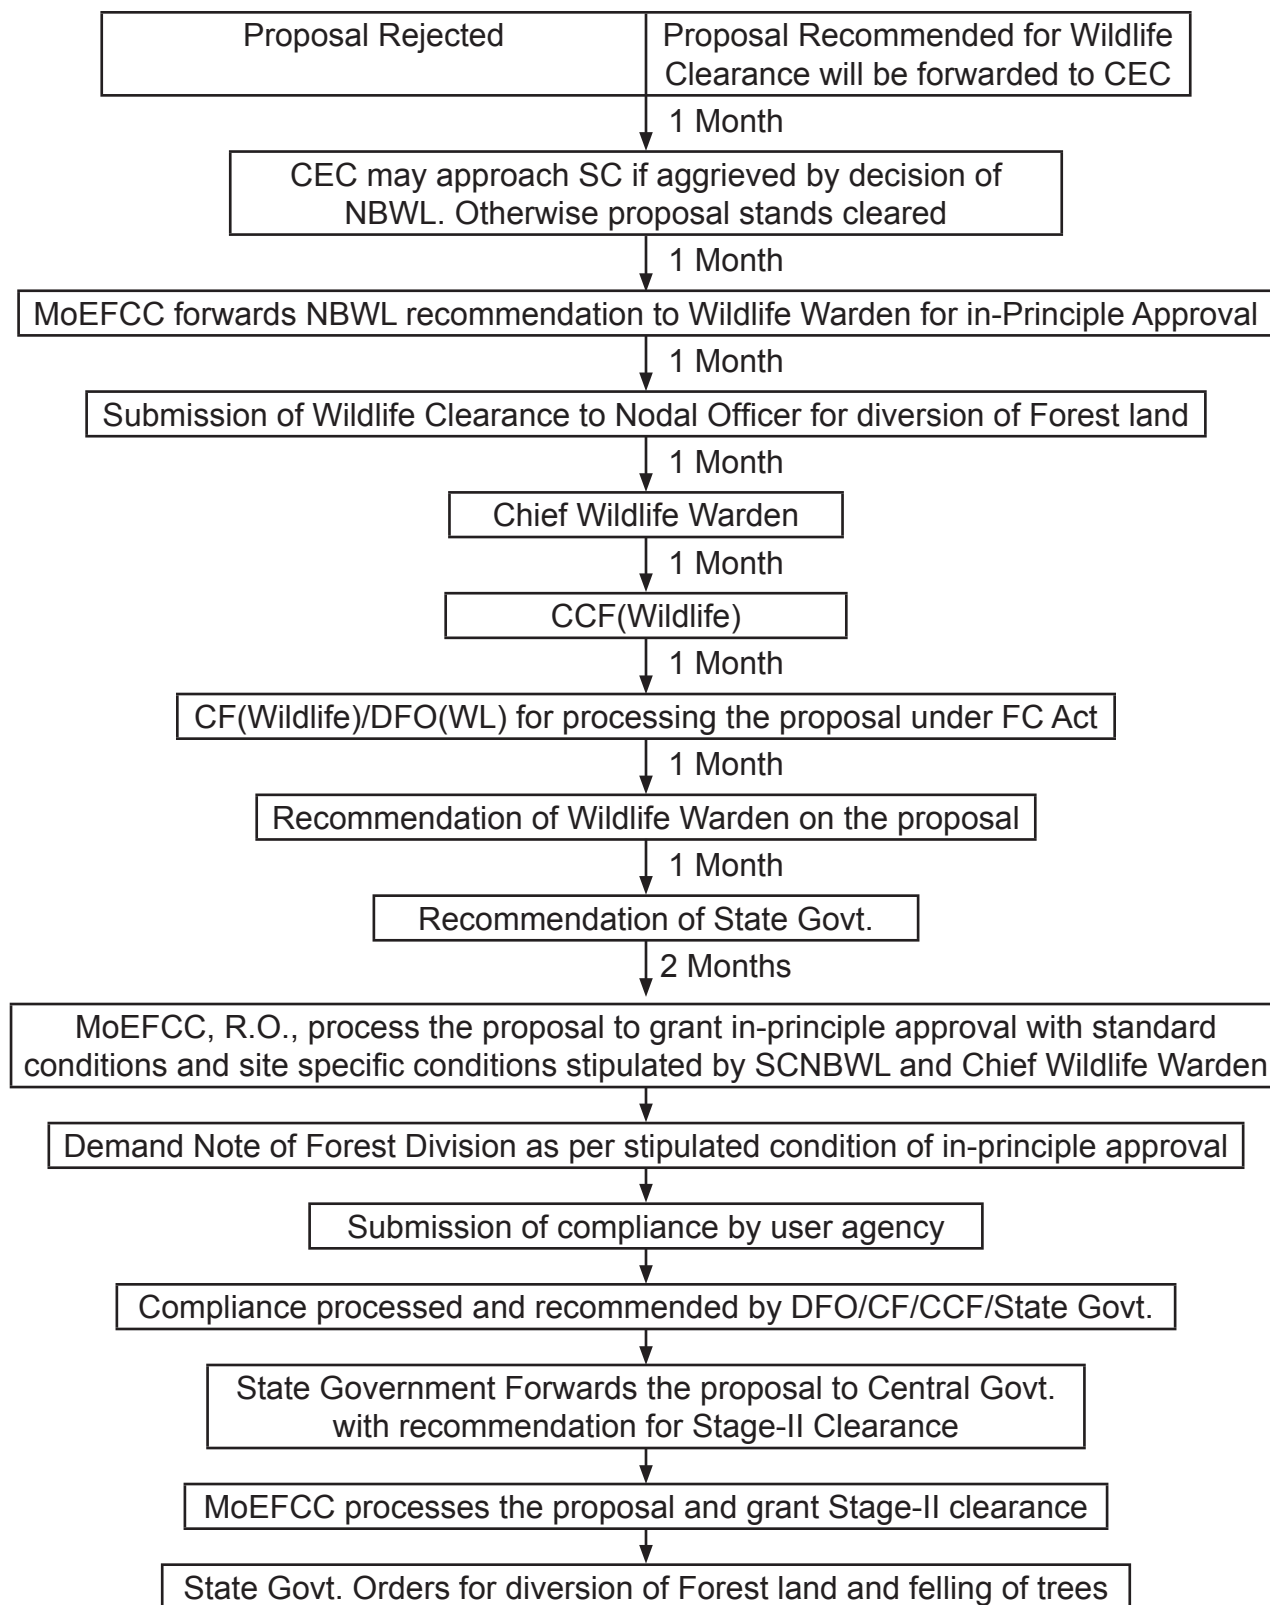 Proposal Rejected
Proposal Recommended for Wildlife
Clearance will be forwarded to CEC
1 Month
CEC may approach SC if aggrieved by decision of
NBWL. Otherwise proposal stands cleared
1 Month
MoEFCC forwards NBWL recommendation to Wildlife Warden for in-Principle Approval
1 Month
Submission of Wildlife Clearance to Nodal Officer for diversion of Forest land
1 Month
Chief Wildlife Warden
1 Month
CCF(Wildlife)
1 Month
CF(Wildlife)/DFO(WL) for processing the proposal under FC Act
1 Month
Recommendation of Wildlife Warden on the proposal
1 Month
Recommendation of State Govt.
2 Months
MoEFCC, R.O., process the proposal to grant in-principle approval with standard
conditions and site specific conditions stipulated by SCNBWL and Chief Wildlife Warden
Demand Note of Forest Division as per stipulated condition of in-principle approval
Submission of compliance by user agency
Compliance processed and recommended by DFO/CF/CCF/State Govt.
State Government Forwards the proposal to Central Govt.
with recommendation for Stage-II Clearance
MoEFCC processes the proposal and grant Stage-II clearance
State Govt. Orders for diversion of Forest land and felling of trees